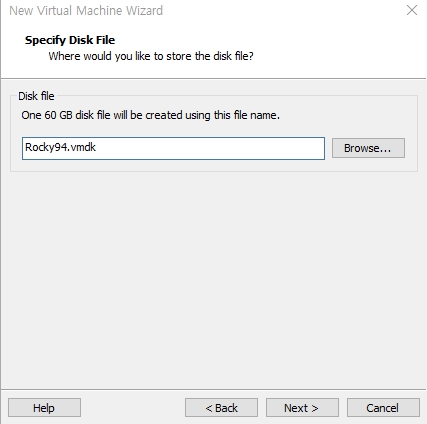 New Virtual Machine Wizard
Specify Disk File
Where would you like to store the disk file?
Disk file
One 60 GB disk file will be created using this file name.
Rocky94.vmdk
Browse...
Help
< Back
Next >
Cancel